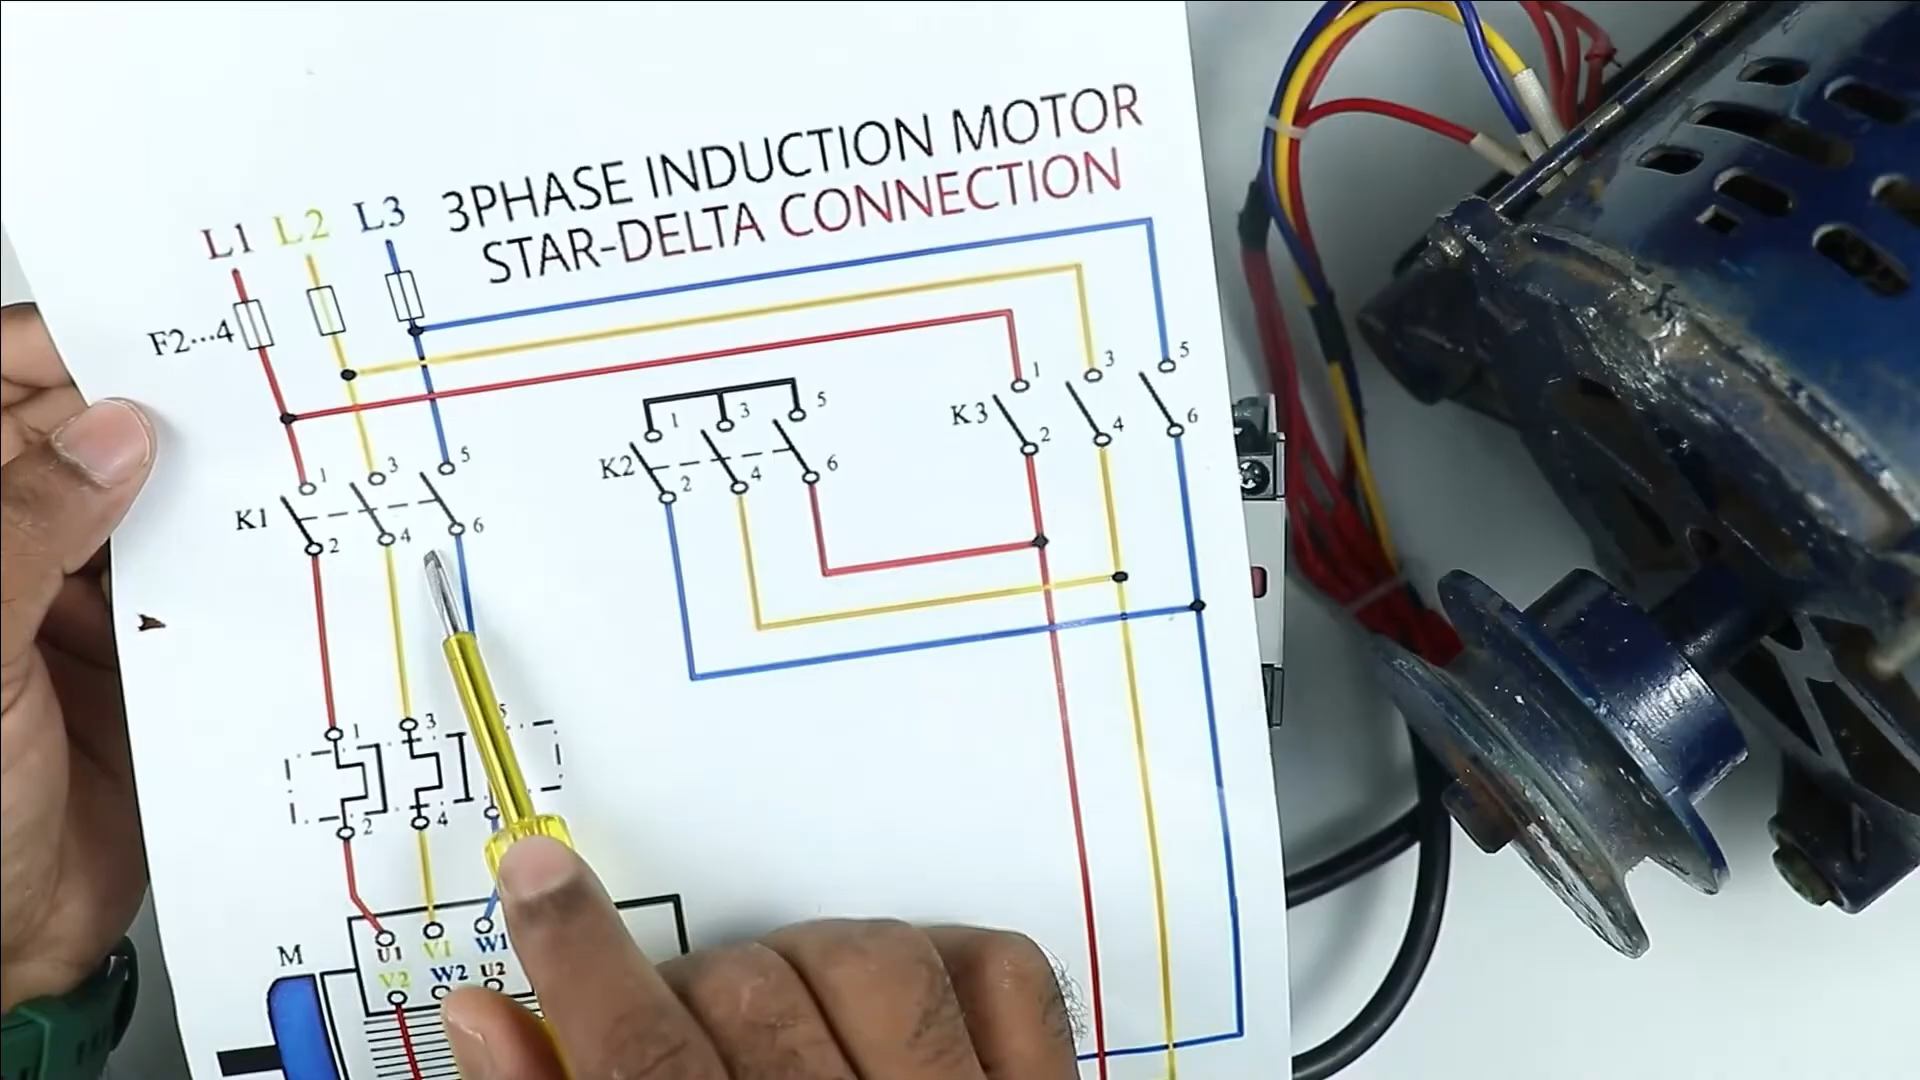 3PHASE INDUCTION MOTOR
STAR-DELTA CONNECTION
L1 L2 L3
F2...4
1 3 5
K1
2 4 6
1 3 5
K2
2 4 6
1 3 5
K3
2 4 6
1 3 5
2 4
M
U1 V1 W1
V2 W2 U2